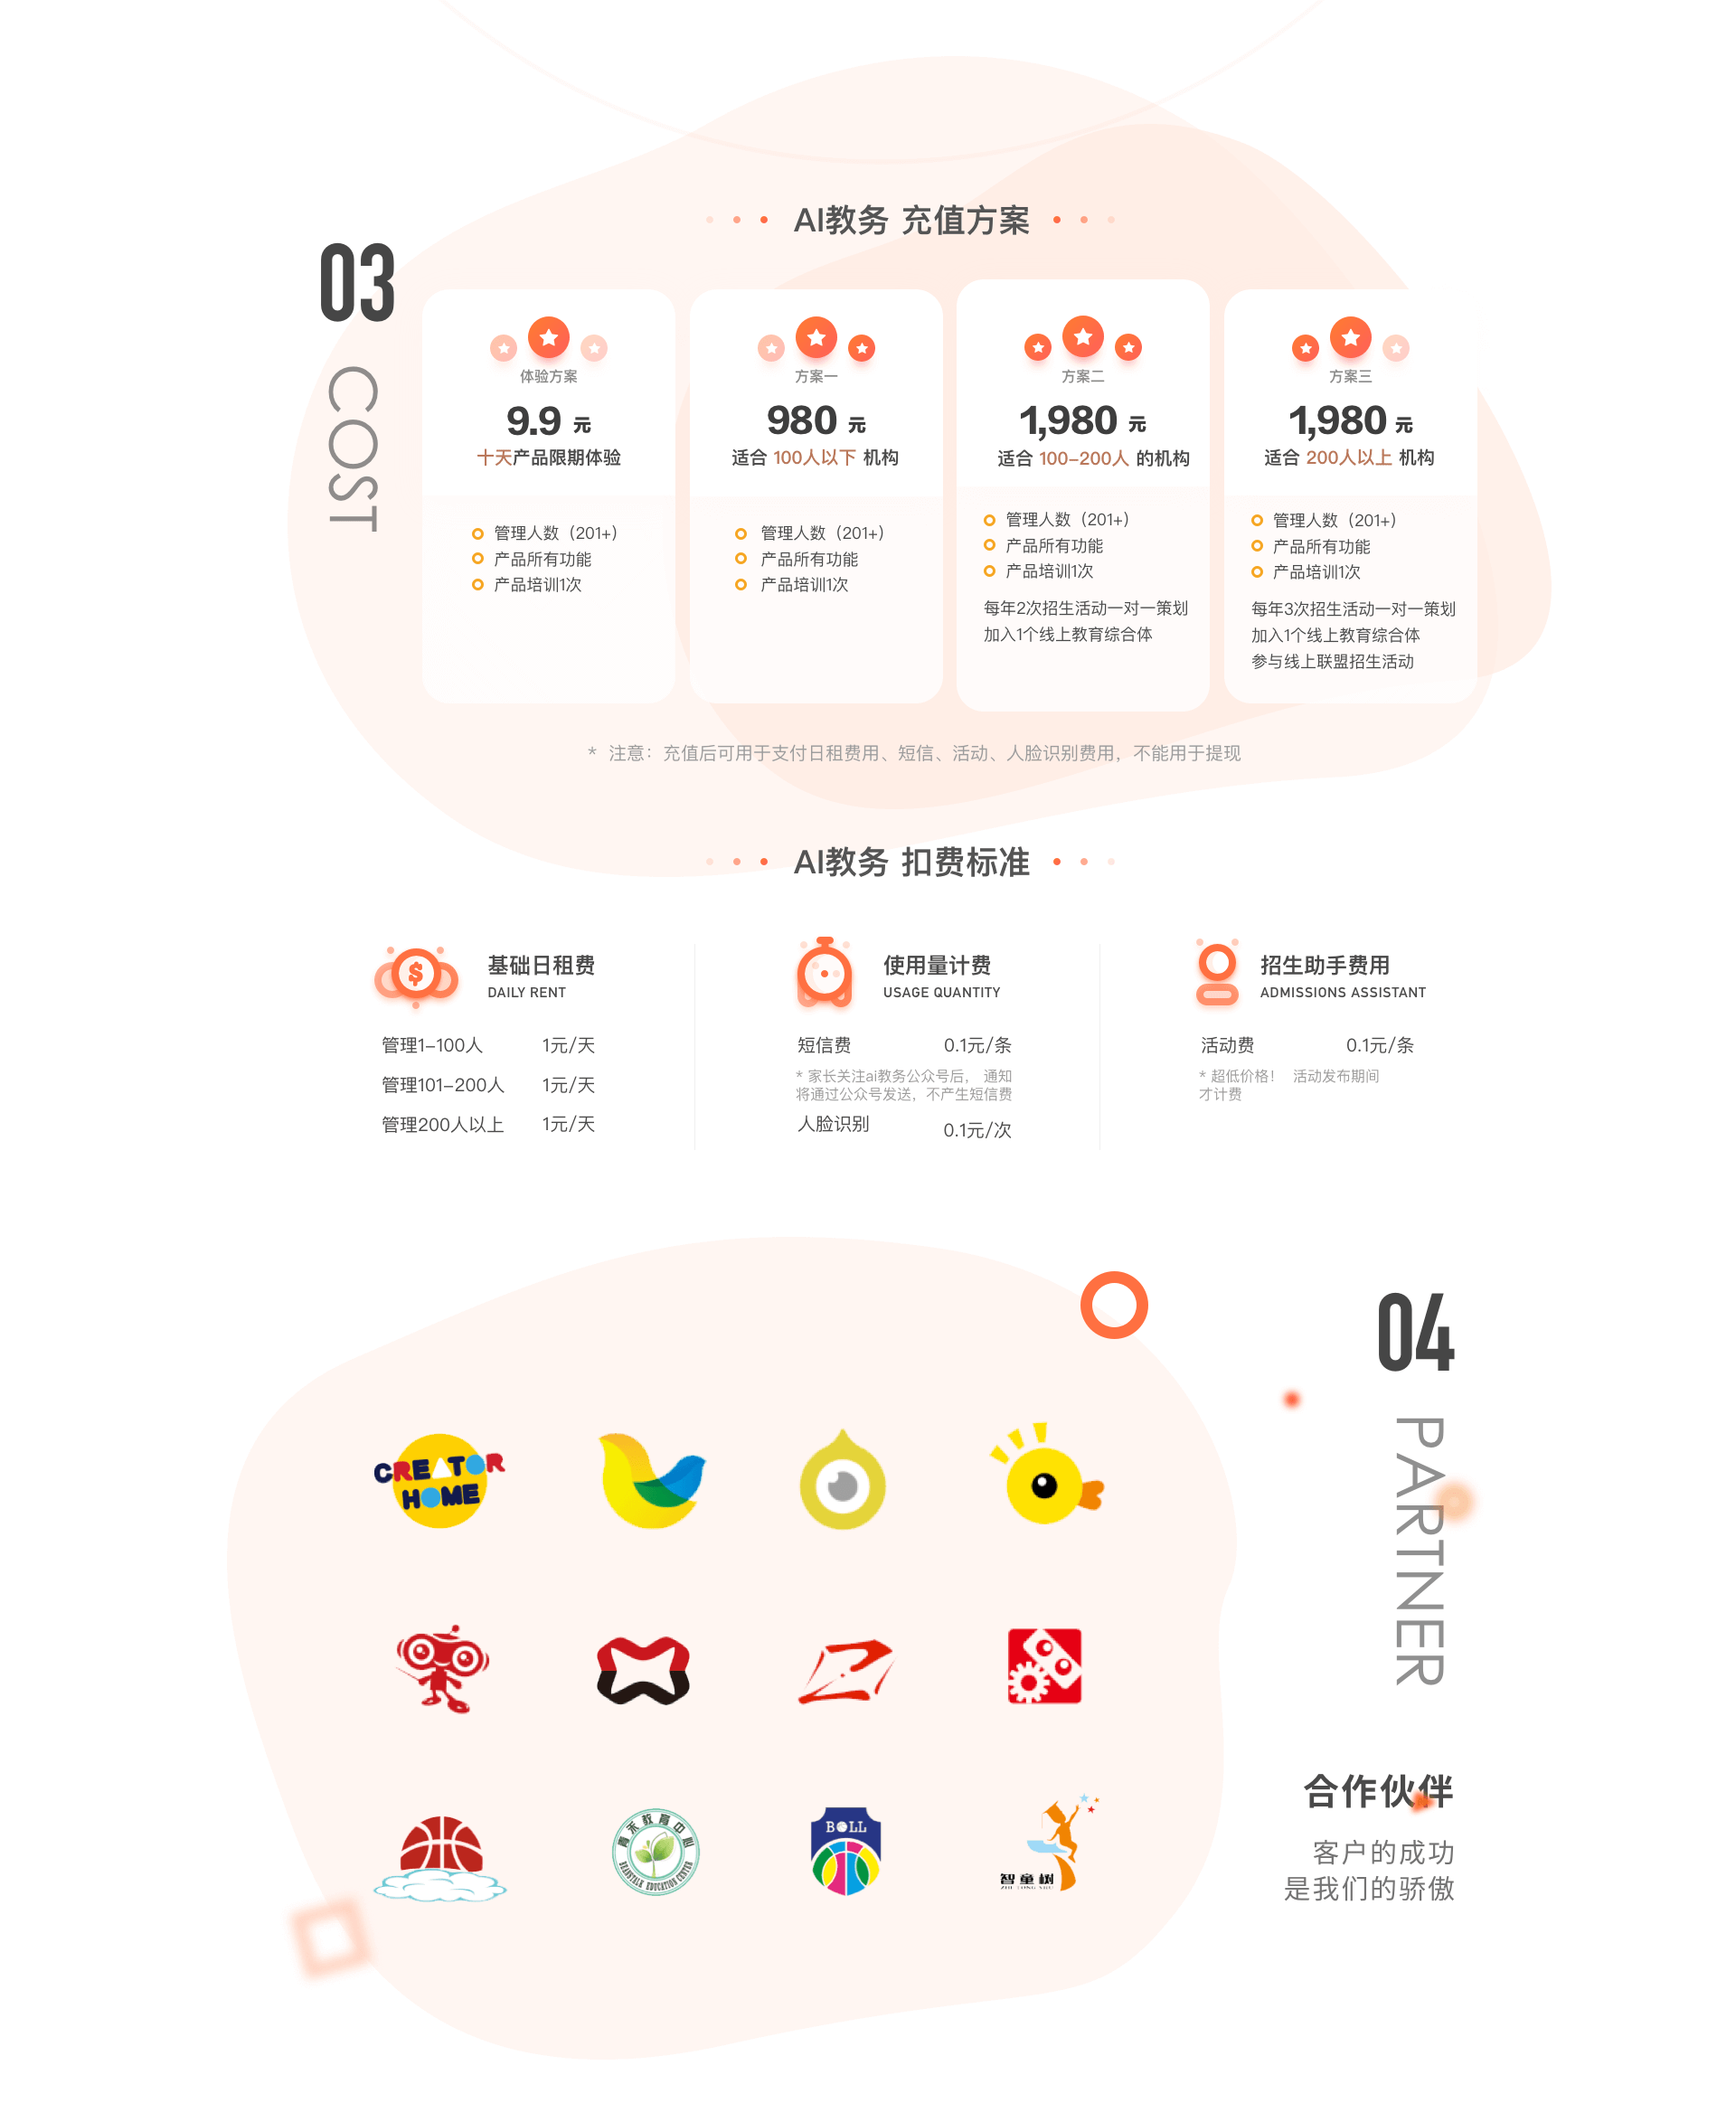 03
COST
AI教务 充值方案
体验方案
9.9 元
十天产品限期体验
管理人数（201+）
产品所有功能
产品培训1次
方案一
980 元
适合 100人以下 机构
管理人数（201+）
产品所有功能
产品培训1次
方案二
1,980 元
适合 100-200人 的机构
管理人数（201+）
产品所有功能
产品培训1次
每年2次招生活动一对一策划
加入1个线上教育综合体
方案三
1,980 元
适合 200人以上 机构
管理人数（201+）
产品所有功能
产品培训1次
每年3次招生活动一对一策划
加入1个线上教育综合体
参与线上联盟招生活动
* 注意：充值后可用于支付日租费用、短信、活动、人脸识别费用，不能用于提现
AI教务 扣费标准
基础日租费
DAILY RENT
管理1-100人 1元/天
管理101-200人 1元/天
管理200人以上 1元/天
使用量计费
USAGE QUANTITY
短信费 0.1元/条
* 家长关注ai教务公众号后， 通知
将通过公众号发送，不产生短信费
人脸识别 0.1元/次
招生助手费用
ADMISSIONS ASSISTANT
活动费 0.1元/条
* 超低价格！ 活动发布期间
才计费
04
PARTNER
CREATOR
HOME
青禾教育中心
BEANSTALK EDUCATION CENTER
BOLL
智童树
ZHI TONG SHU
合作伙伴
客户的成功
是我们的骄傲